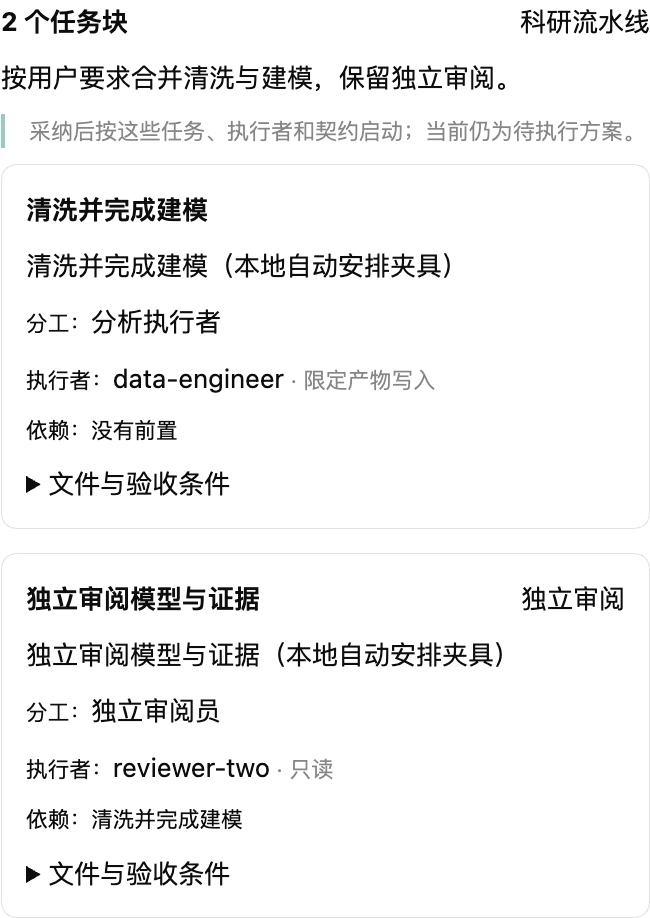 2 个任务块 科研流水线
按用户要求合并清洗与建模，保留独立审阅。
采纳后按这些任务、执行者和契约启动；当前仍为待执行方案。
清洗并完成建模
清洗并完成建模（本地自动安排夹具）
分工：分析执行者
执行者：data-engineer · 限定产物写入
依赖：没有前置
▶ 文件与验收条件
独立审阅模型与证据 独立审阅
独立审阅模型与证据（本地自动安排夹具）
分工：独立审阅员
执行者：reviewer-two · 只读
依赖：清洗并完成建模
▶ 文件与验收条件